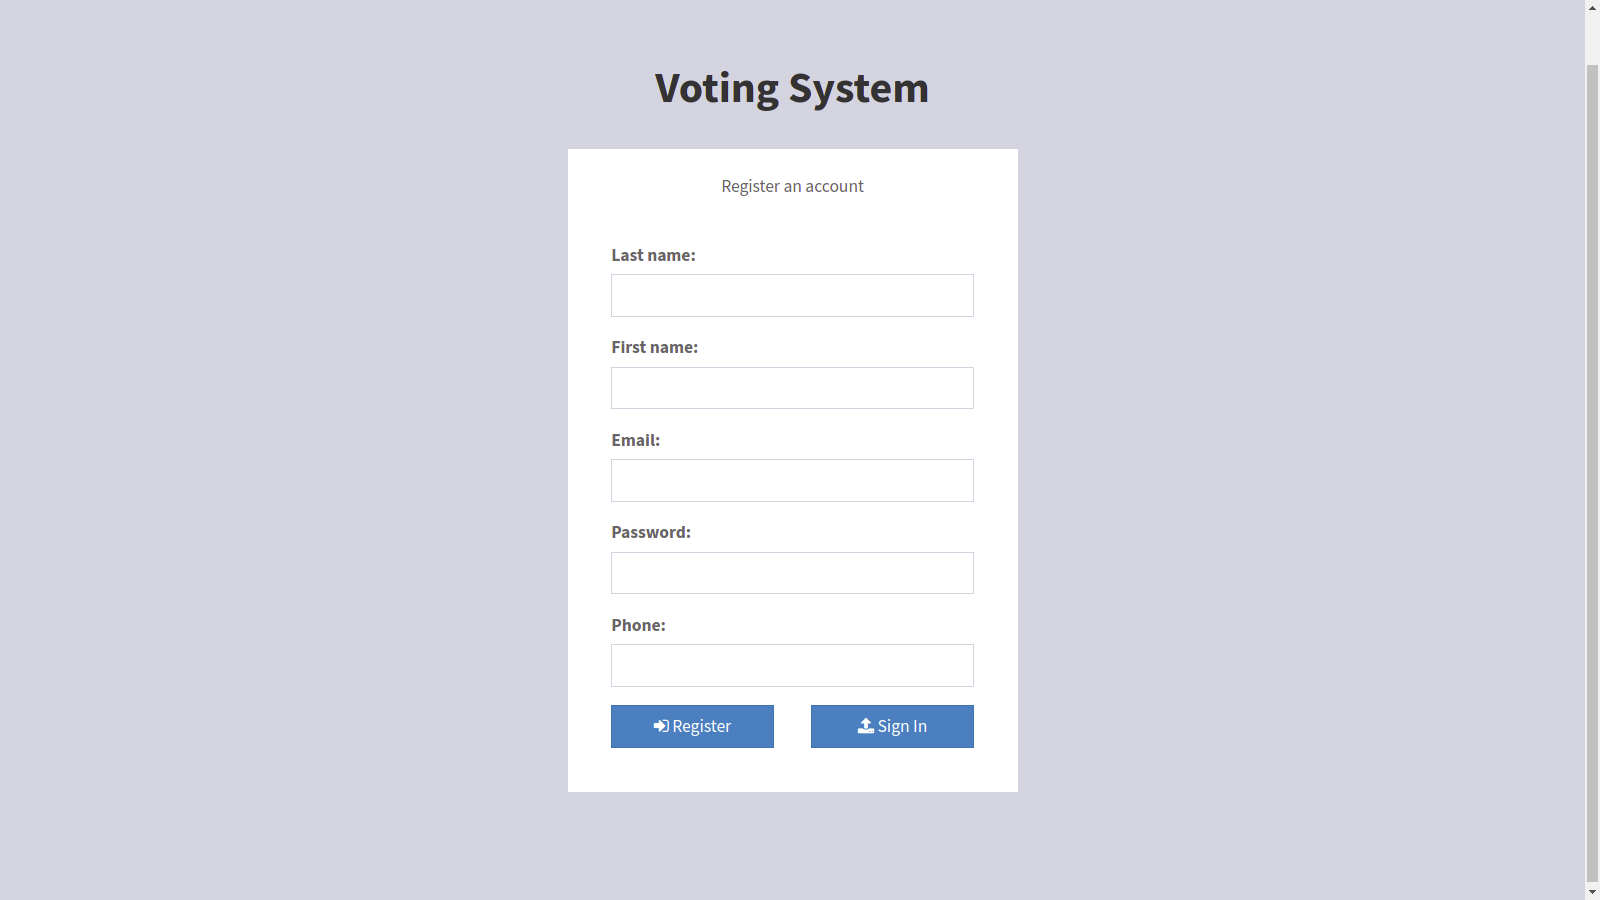 Voting System
Register an account
Last name:
First name:
Email:
Password:
Phone:
Register
Sign In